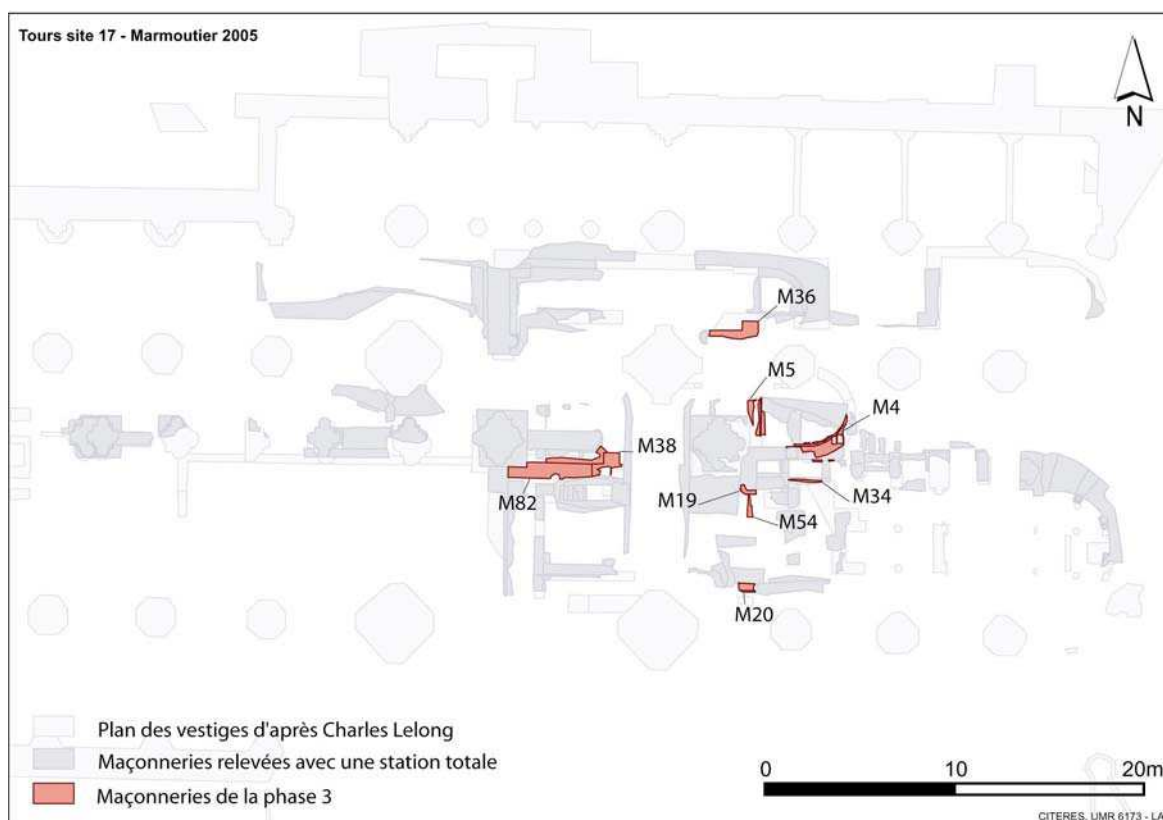 Tours site 17 - Marmoutier 2005
N
M36
M5
M4
M38
M82
M19
M34
M54
M20
Plan des vestiges d'après Charles Lelong
Maçonneries relevées avec une station totale
Maçonneries de la phase 3
0 10 20m
CITERES, UMR 6173 - LA